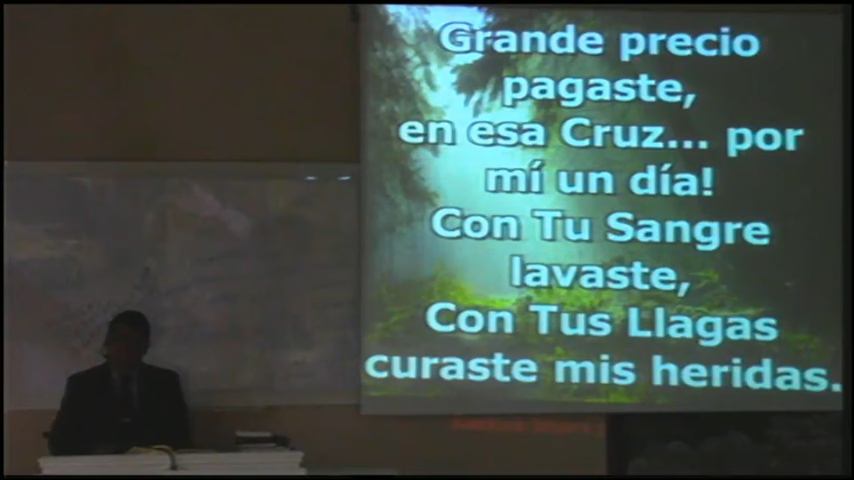 Grande precio
pagaste,
en esa Cruz... por
mí un día!
Con Tu Sangre
lavaste,
Con Tus Llagas
curaste mis heridas.